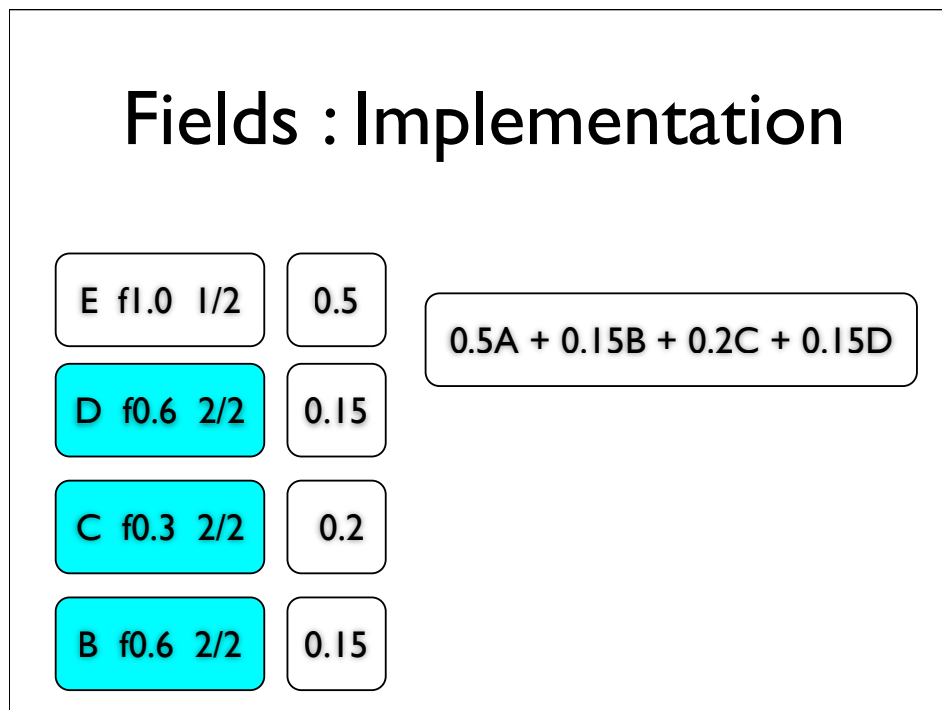 Fields : Implementation
E f1.0 1/2 0.5
0.5A + 0.15B + 0.2C + 0.15D
D f0.6 2/2 0.15
C f0.3 2/2 0.2
B f0.6 2/2 0.15